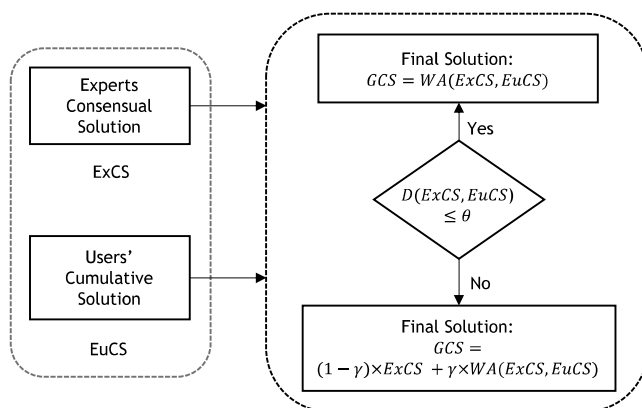 Experts
Consensual
Solution
ExCS
Users’
Cumulative
Solution
EuCS
Final Solution:
GCS = WA(ExCS, EuCS)
Yes
D(ExCS, EuCS)
≤ θ
No
Final Solution:
GCS =
(1 − γ)×ExCS + γ×WA(ExCS, EuCS)